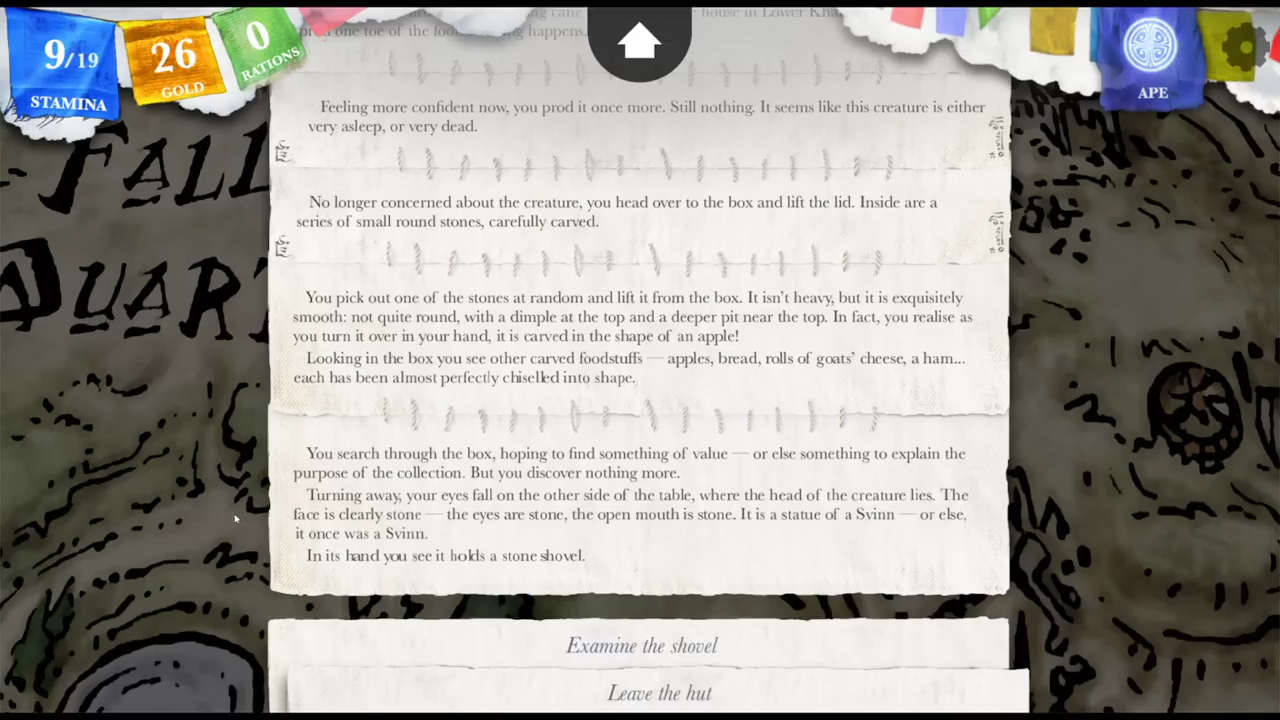 9/19
STAMINA
26
GOLD
0
RATIONS
APE
FALL
QUAR
one toe of the
happens.
Feeling more confident now, you prod it once more. Still nothing. It seems like this creature is either
very asleep, or very dead.
No longer concerned about the creature, you head over to the box and lift the lid. Inside are a
series of small round stones, carefully carved.
You pick out one of the stones at random and lift it from the box. It isn't heavy, but it is exquisitely
smooth: not quite round, with a dimple at the top and a deeper pit near the top. In fact, you realise as
you turn it over in your hand, it is carved in the shape of an apple!
Looking in the box you see other carved foodstuffs — apples, bread, rolls of goats' cheese, a ham...
each has been almost perfectly chiselled into shape.
You search through the box, hoping to find something of value — or else something to explain the
purpose of the collection. But you discover nothing more.
Turning away, your eyes fall on the other side of the table, where the head of the creature lies. The
face is clearly stone — the eyes are stone, the open mouth is stone. It is a statue of a Svinn — or else,
it once was a Svinn.
In its hand you see it holds a stone shovel.
Examine the shovel
Leave the hut